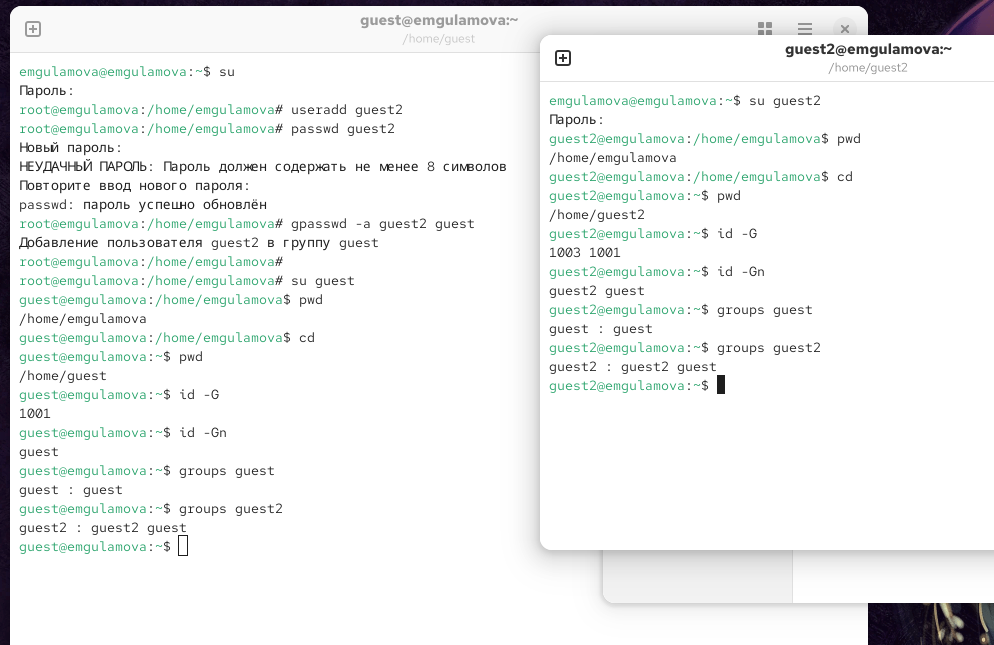 guest@emgulamova:~
/home/guest
emgulamova@emgulamova:~$ su
Пароль:
root@emgulamova:/home/emgulamova# useradd guest2
root@emgulamova:/home/emgulamova# passwd guest2
Новый пароль:
НЕУДАЧНЫЙ ПАРОЛЬ: Пароль должен содержать не менее 8 символов
Повторите ввод нового пароля:
passwd: пароль успешно обновлён
root@emgulamova:/home/emgulamova# gpasswd -a guest2 guest
Добавление пользователя guest2 в группу guest
root@emgulamova:/home/emgulamova#
root@emgulamova:/home/emgulamova# su guest
guest@emgulamova:/home/emgulamova$ pwd
/home/emgulamova
guest@emgulamova:/home/emgulamova$ cd
guest@emgulamova:~$ pwd
/home/guest
guest@emgulamova:~$ id -G
1001
guest@emgulamova:~$ id -Gn
guest
guest@emgulamova:~$ groups guest
guest : guest
guest@emgulamova:~$ groups guest2
guest2 : guest2 guest
guest@emgulamova:~$
guest2@emgulamova:~
/home/guest2
emgulamova@emgulamova:~$ su guest2
Пароль:
guest2@emgulamova:/home/emgulamova$ pwd
/home/emgulamova
guest2@emgulamova:/home/emgulamova$ cd
guest2@emgulamova:~$ pwd
/home/guest2
guest2@emgulamova:~$ id -G
1003 1001
guest2@emgulamova:~$ id -Gn
guest2 guest
guest2@emgulamova:~$ groups guest
guest : guest
guest2@emgulamova:~$ groups guest2
guest2 : guest2 guest
guest2@emgulamova:~$